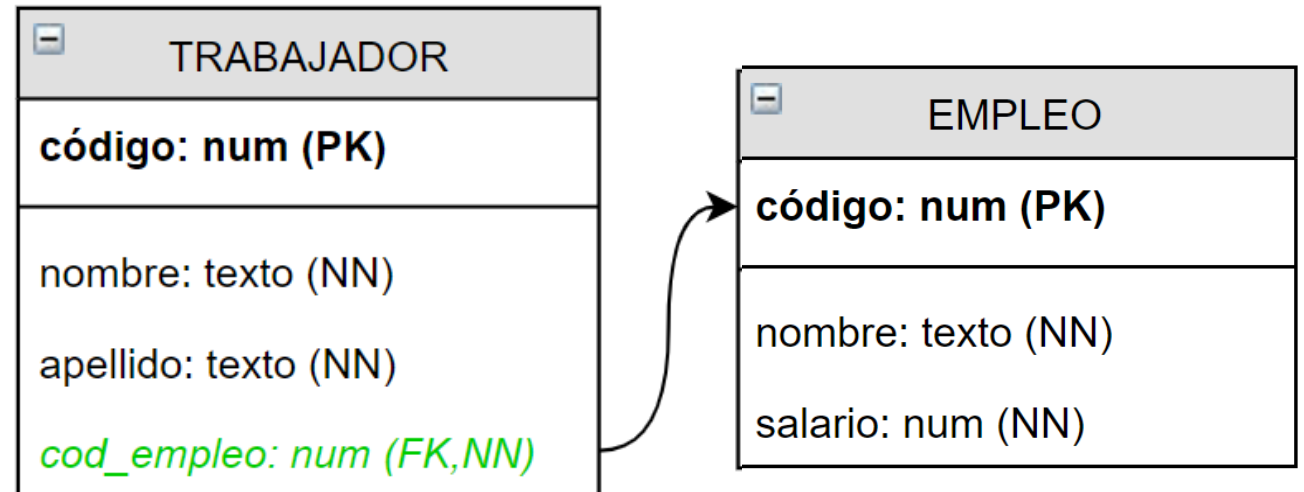 TRABAJADOR
código: num (PK)
nombre: texto (NN)
apellido: texto (NN)
cod_empleo: num (FK,NN)
EMPLEO
código: num (PK)
nombre: texto (NN)
salario: num (NN)